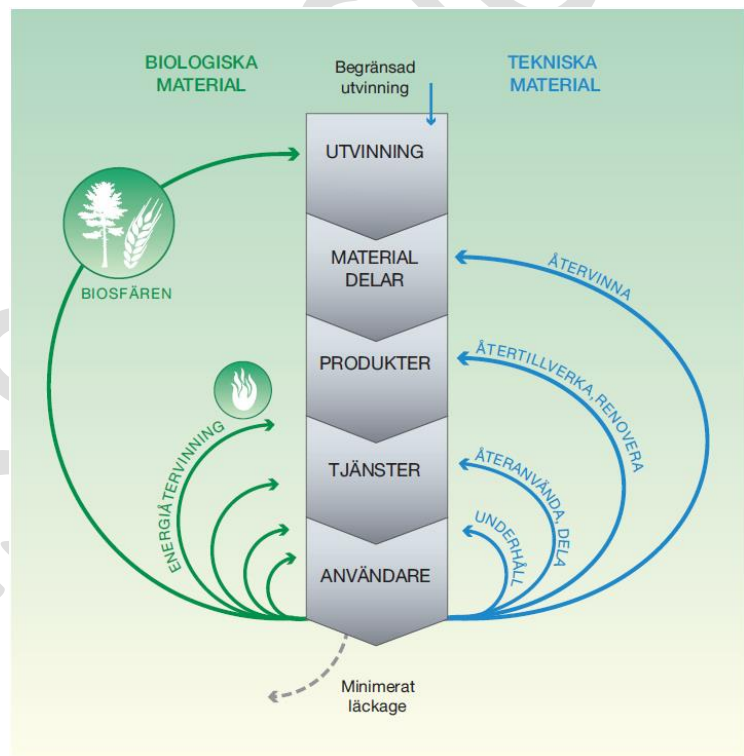 BIOLOGISKA
MATERIAL
Begränsad
utvinning
TEKNISKA
MATERIAL
UTVINNING
MATERIAL
DELAR
ÅTERVINNA
BIOSFÄREN
PRODUKTER
ÅTERTILLVERKA, RENOVERA
ENERGIÅTERVINNING
TJÄNSTER
ÅTERANVÄNDA, DELA
UNDERHÅLL
ANVÄNDARE
Minimerat
läckage